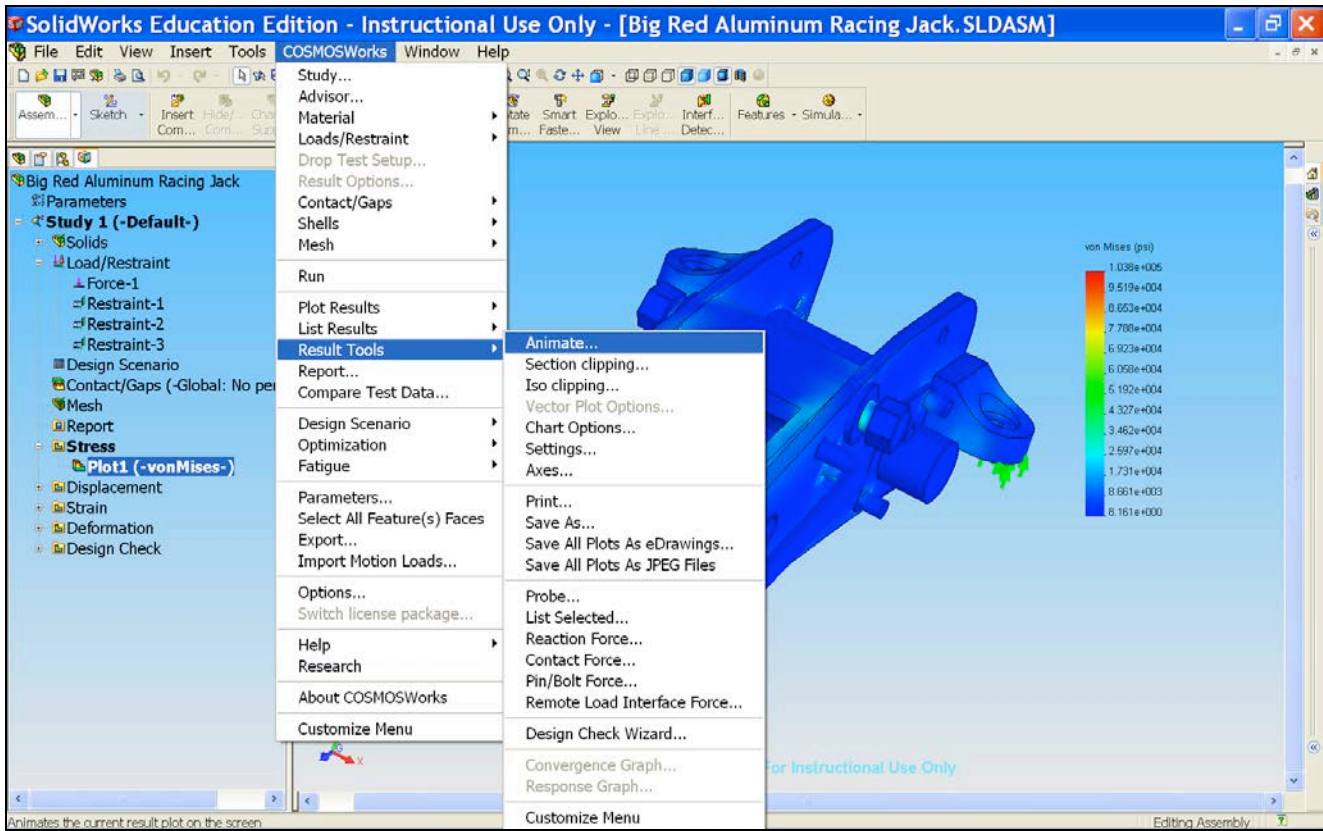 SolidWorks Education Edition - Instructional Use Only - [Big Red Aluminum Racing Jack.SLDASM]
File Edit View Insert Tools COSMOSWorks Window Help
Assem... Sketch Insert Com... Hide/ Com... Smart Faste... Explo... View Explo... Line Interf... Detec... Features Simula...
Big Red Aluminum Racing Jack
Parameters
Study 1 (-Default-)
Solids
Load/Restraint
Force-1
Restraint-1
Restraint-2
Restraint-3
Design Scenario
Contact/Gaps (-Global: No pe
Mesh
Report
Stress
Plot1 (-vonMises-)
Displacement
Strain
Deformation
Design Check
Study...
Advisor...
Material
Loads/Restraint
Drop Test Setup...
Result Options...
Contact/Gaps
Shells
Mesh
Run
Plot Results
List Results
Result Tools
Report...
Compare Test Data...
Design Scenario
Optimization
Fatigue
Parameters...
Select All Feature(s) Faces
Export...
Import Motion Loads...
Options...
Switch license package...
Help
Research
About COSMOSWorks
Customize Menu
Animate...
Section clipping...
Iso clipping...
Vector Plot Options...
Chart Options...
Settings...
Axes...
Print...
Save As...
Save All Plots As eDrawings...
Save All Plots As JPEG Files
Probe...
List Selected...
Reaction Force...
Contact Force...
Pin/Bolt Force...
Remote Load Interface Force...
Design Check Wizard...
Convergence Graph...
Response Graph...
Customize Menu
von Mises (psi)
1.038e+005
9.519e+004
8.653e+004
7.788e+004
6.923e+004
6.058e+004
5.192e+004
4.327e+004
3.462e+004
2.597e+004
1.731e+004
8.661e+003
8.161e+000
For Instructional Use Only
x
Animates the current result plot on the screen
Editing Assembly